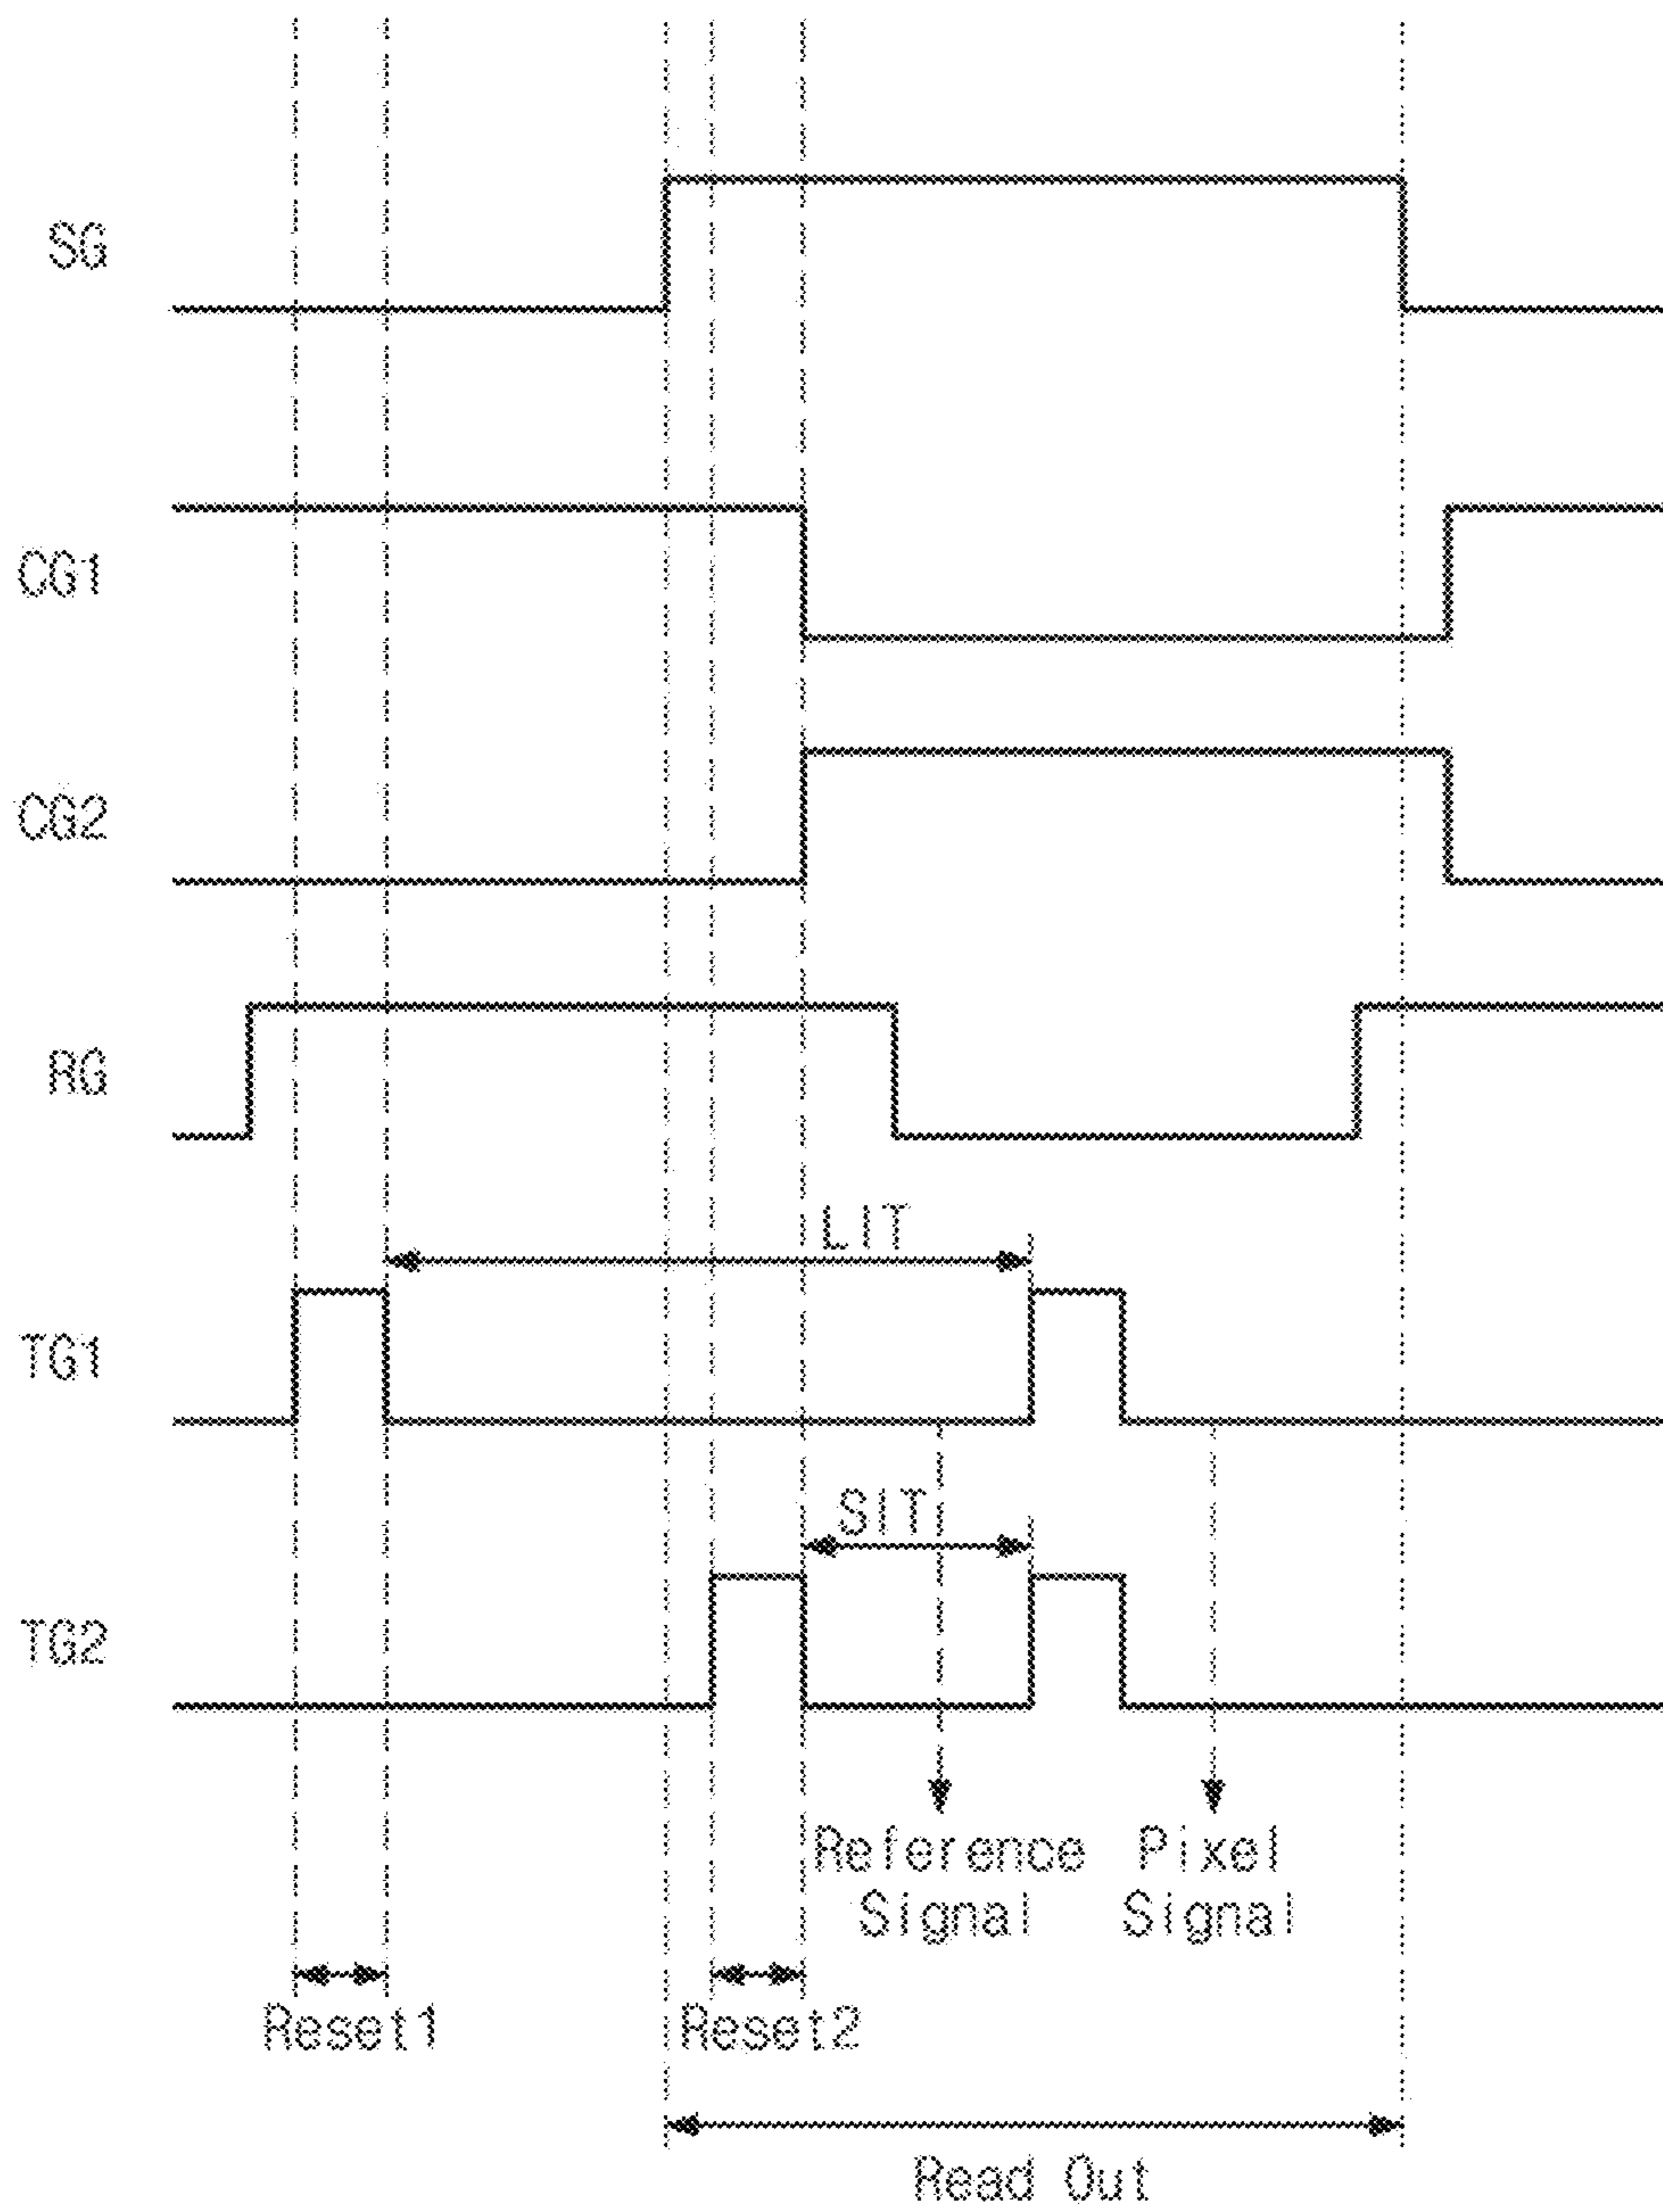 SG
CG1
CG2
RG
LIT
TG1
SIT
TG2
Reference Pixel
Signal Signal
Reset1 Reset2
Read Out